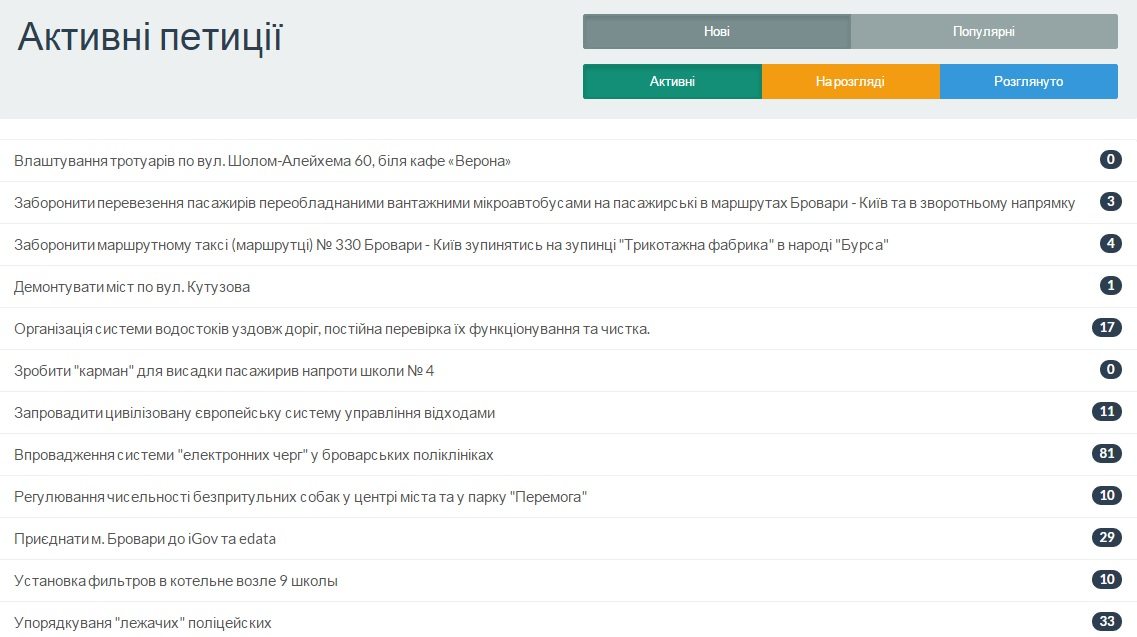 Активні петиції
Нові
Популярні
Активні
На розгляді
Розглянуто
Влаштування тротуарів по вул. Шолом-Алейхема 60, біля кафе «Верона» 0
Заборонити перевезення пасажирів переобладнаними вантажними мікроавтобусами на пасажирські в маршрутах Бровари - Київ та в зворотньому напрямку 3
Заборонити маршрутному таксі (маршрутці) № 330 Бровари - Київ зупинятись на зупинці "Трикотажна фабрика" в народі "Бурса" 4
Демонтувати міст по вул. Кутузова 1
Організація системи водостоків уздовж доріг, постійна перевірка їх функціонування та чистка. 17
Зробити "карман" для висадки пасажирив напроти школи № 4 0
Запровадити цивілізовану європейську систему управління відходами 11
Впровадження системи "електронних черг" у броварських поліклініках 81
Регулювання чисельності безпритульних собак у центрі міста та у парку "Перемога" 10
Приєднати м. Бровари до iGov та edata 29
Установка фильтров в котельне возле 9 школы 10
Упорядкуваня "лежачих" поліцейских 33